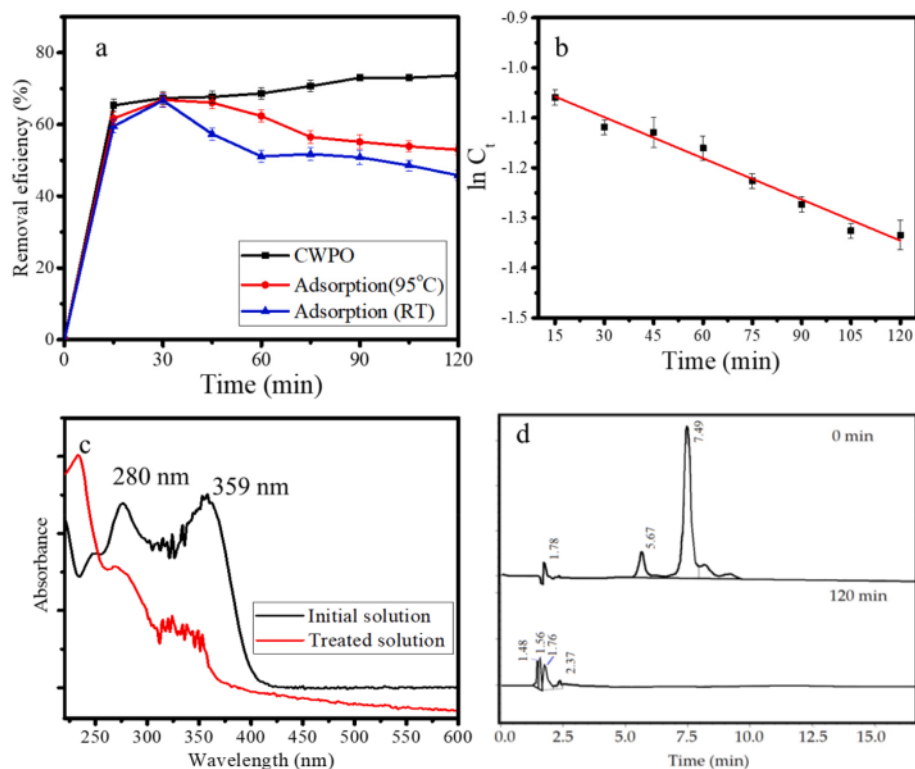 a
Removal eficiency (%)
80
60
40
20
0
CWPO
Adsorption(95°C)
Adsorption (RT)
0 30 60 90 120
Time (min)
b
ln Ct
-0.9
-1.0
-1.1
-1.2
-1.3
-1.4
-1.5
15 30 45 60 75 90 105 120
Time (min)
c
280 nm
359 nm
Absorbance
Initial solution
Treated solution
250 300 350 400 450 500 550 600
Wavelength (nm)
d
0 min
7.49
5.67
1.78
120 min
1.48
1.56
1.76
2.37
0.0 2.5 5.0 7.5 10.0 12.5 15.0
Time (min)